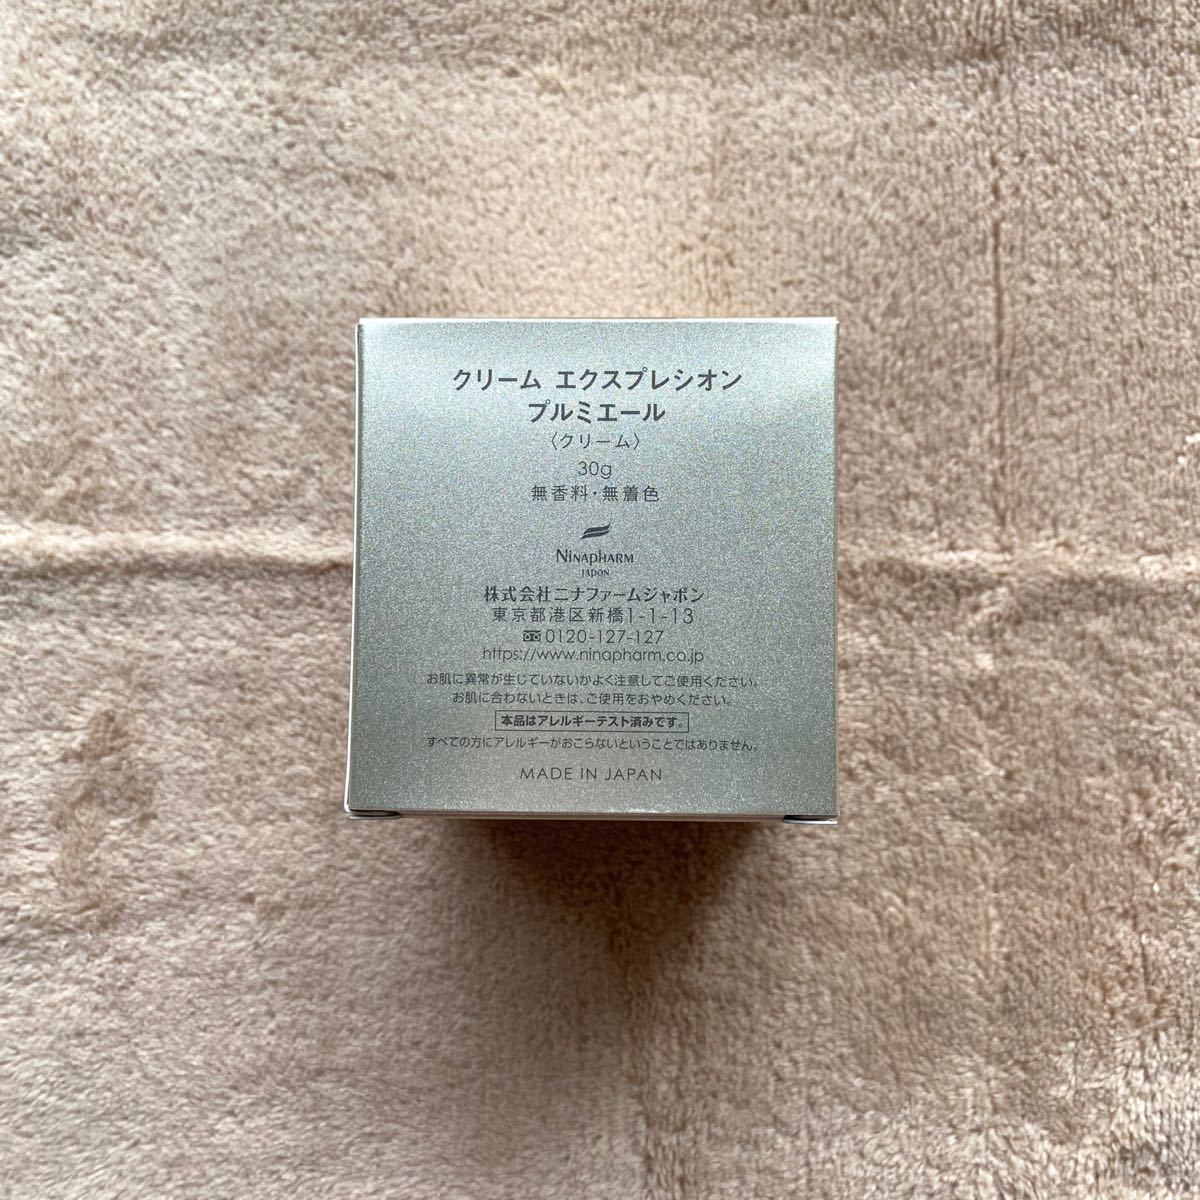 クリーム エクスプレシオン
プルミエール
〈クリーム〉
30g
無香料・無着色
NINAPHARM
JAPON
株式会社ニナファームジャポン
東京都港区新橋1-1-13
0120-127-127
https://www.ninapharm.co.jp
お肌に異常が生じていないかよく注意してご使用ください。
お肌に合わないときは、ご使用をおやめください。
本品はアレルギーテスト済みです。
すべての方にアレルギーがおこらないということではありません。
MADE IN JAPAN